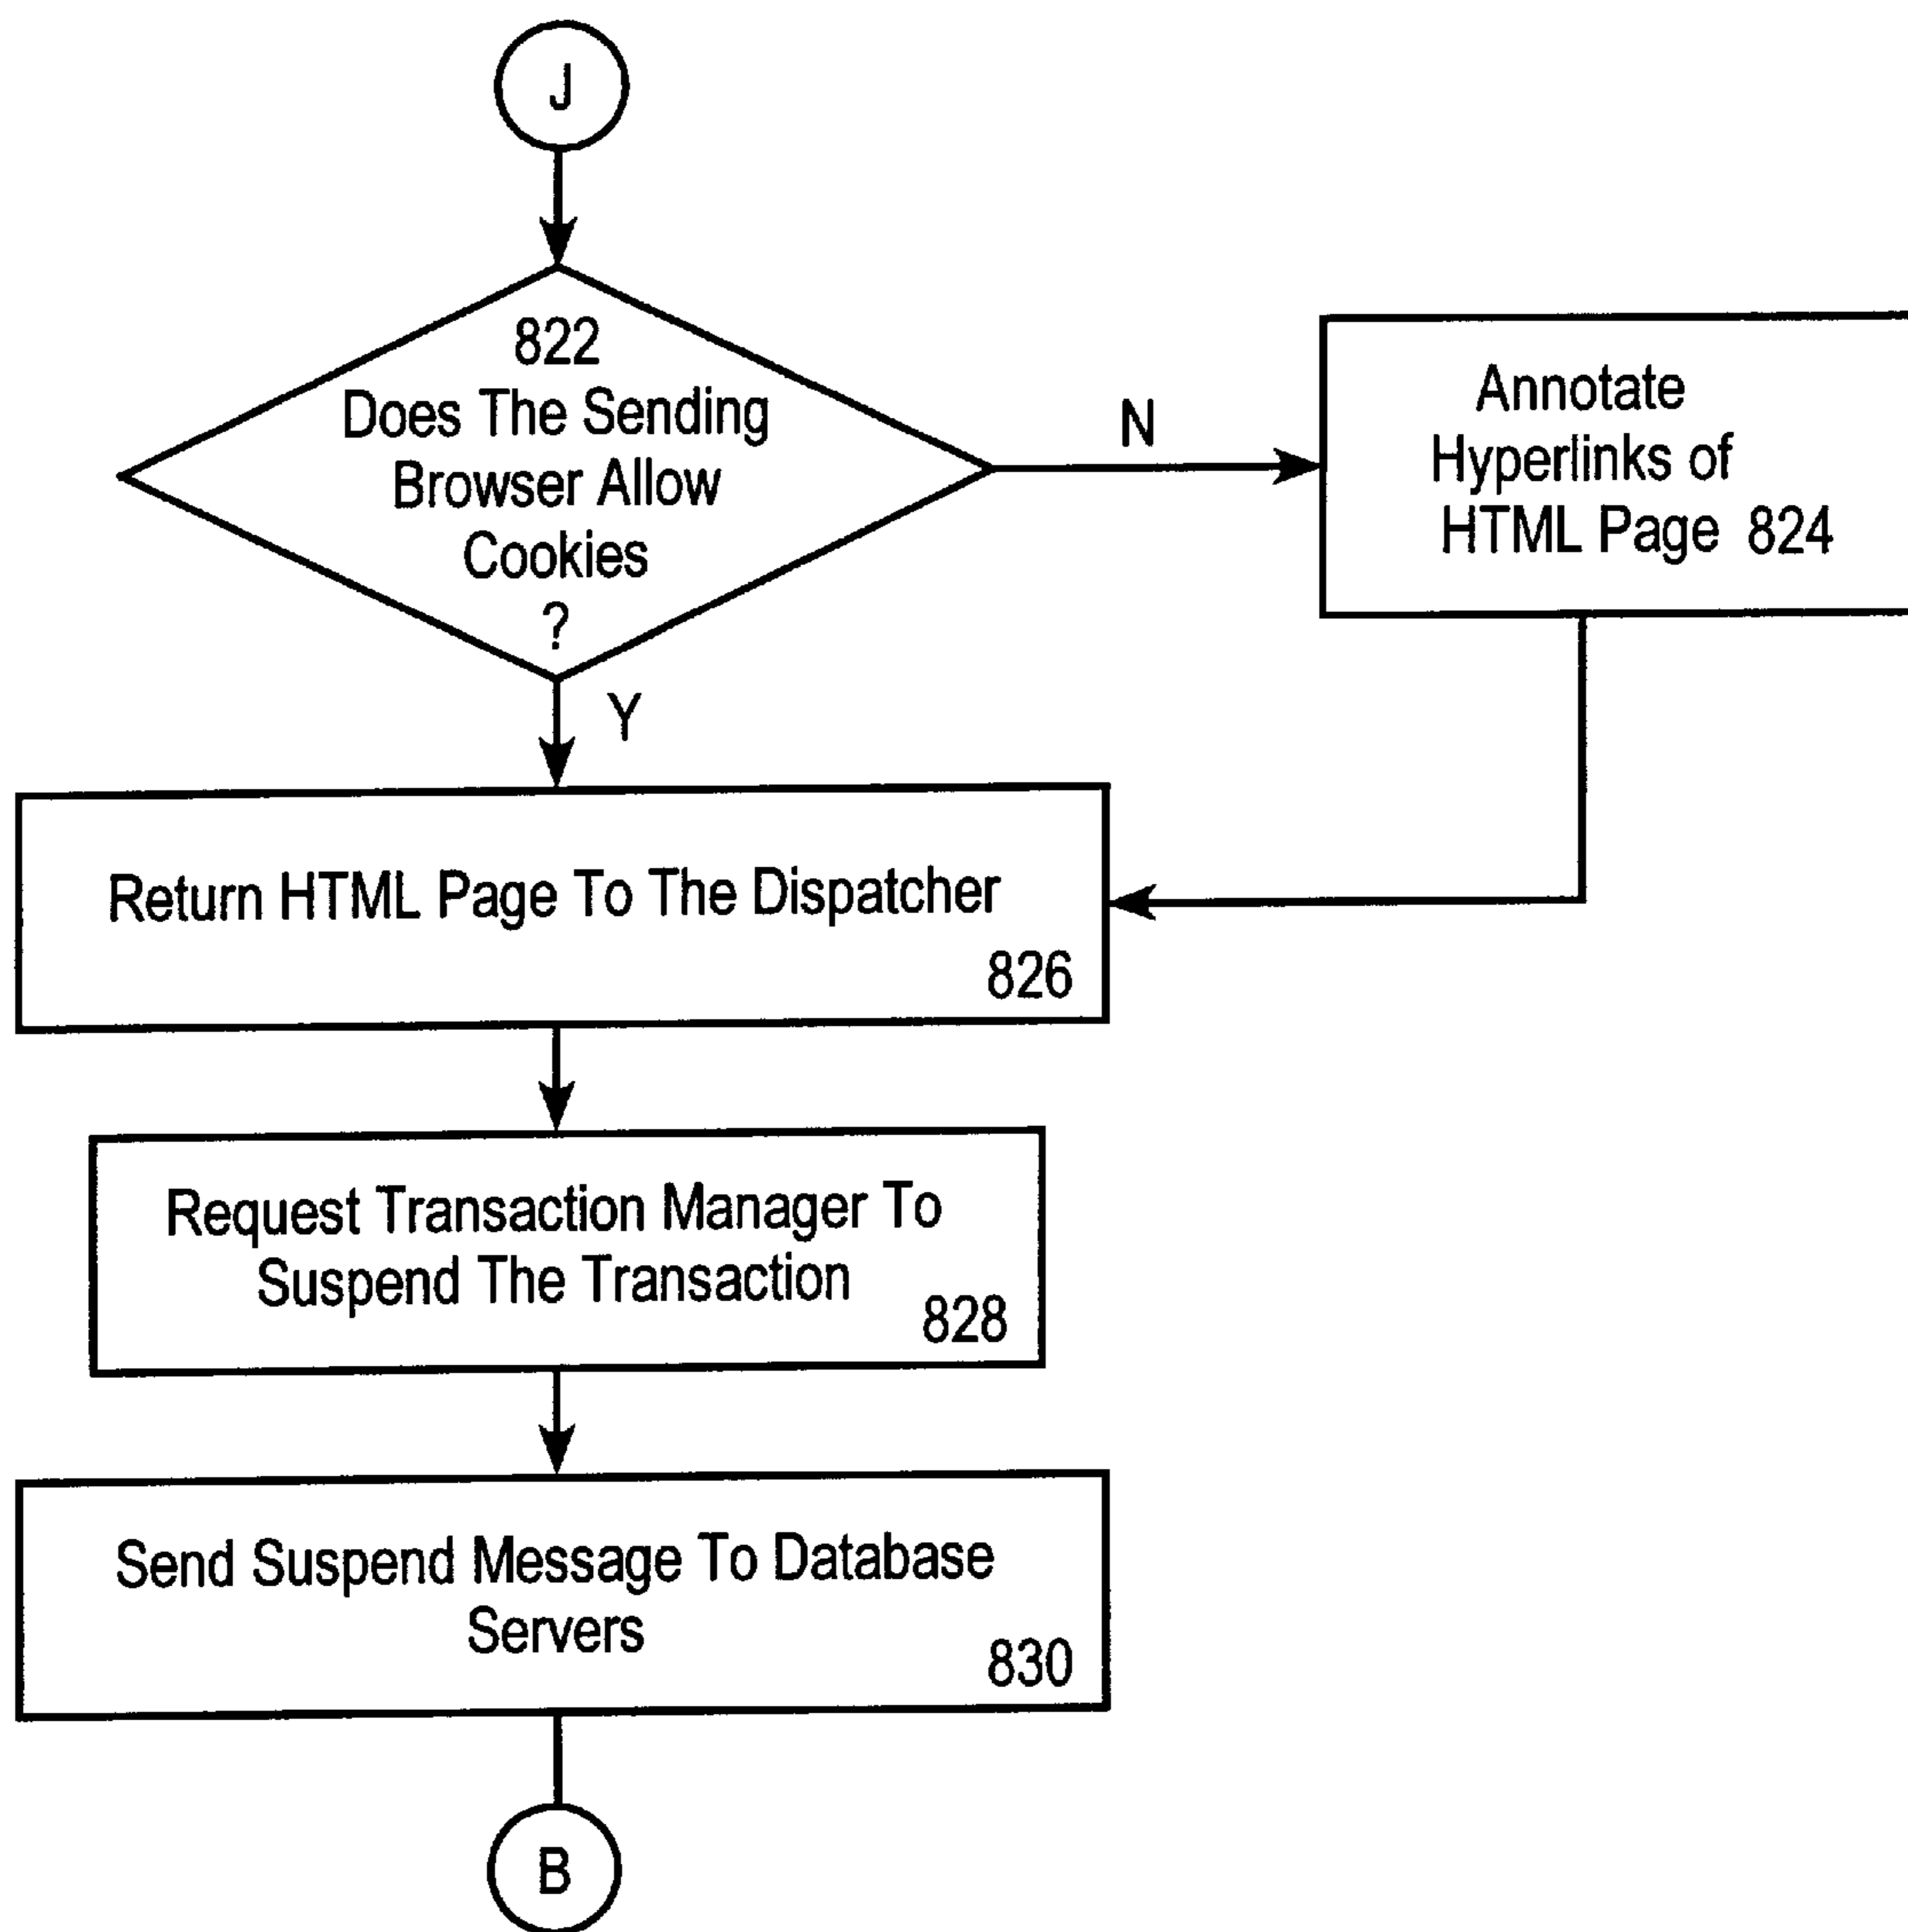 J
822
Does The Sending
Browser Allow
Cookies
?
N
Annotate
Hyperlinks of
HTML Page 824
Y
Return HTML Page To The Dispatcher
826
Request Transaction Manager To
Suspend The Transaction
828
Send Suspend Message To Database
Servers
830
B